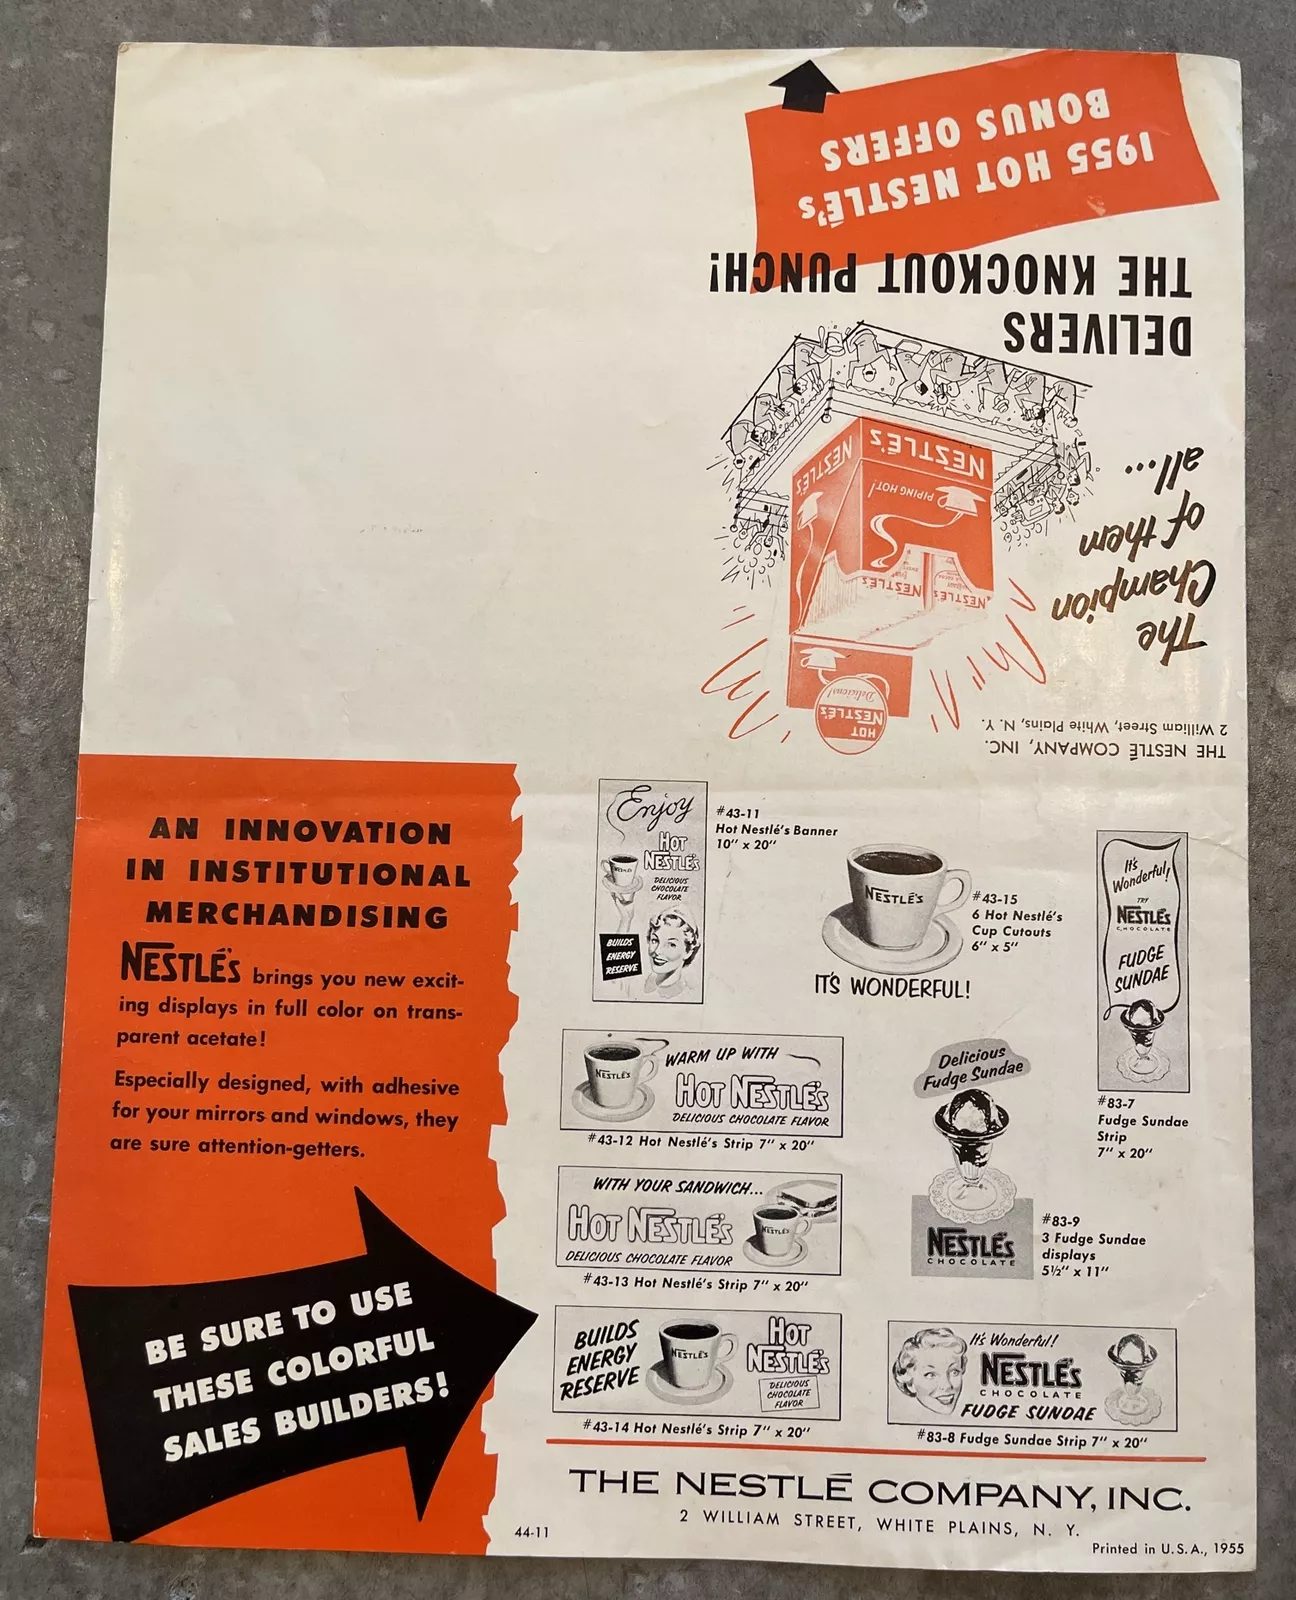 THE NESTLÉ COMPANY, INC.
2 William Street, White Plains, N. Y.
The
Champion
of them
all...
HOT
NESTLÉ'S
Delicious!
NESTLÉ'S NESTLÉ'S
PIPING HOT!
NESTLÉ'S
NESTLÉ'S
DELIVERS
THE KNOCKOUT PUNCH!
1955 HOT NESTLÉ's
BONUS OFFERS
AN INNOVATION
IN INSTITUTIONAL
MERCHANDISING
NESTLÉ'S brings you new excit-
ing displays in full color on trans-
parent acetate!
Especially designed, with adhesive
for your mirrors and windows, they
are sure attention-getters.
BE SURE TO USE
THESE COLORFUL
SALES BUILDERS!
Enjoy
HOT
NESTLÉ'S
NESTLÉ'S
DELICIOUS
CHOCOLATE
FLAVOR
BUILDS
ENERGY
RESERVE
#43-11
Hot Nestlé's Banner
10" x 20"
NESTLÉ'S
IT'S WONDERFUL!
#43-15
6 Hot Nestlé's
Cup Cutouts
6" x 5"
It's
Wonderful!
TRY
NESTLÉ'S
CHOCOLATE
FUDGE
SUNDAE
#83-7
Fudge Sundae
Strip
7" x 20"
NESTLÉ'S
WARM UP WITH
HOT NESTLÉ'S
DELICIOUS CHOCOLATE FLAVOR
#43-12 Hot Nestlé's Strip 7" x 20"
Delicious
Fudge Sundae
NESTLÉ'S
CHOCOLATE
#83-9
3 Fudge Sundae
displays
5½" x 11"
WITH YOUR SANDWICH...
HOT NESTLÉ'S
DELICIOUS CHOCOLATE FLAVOR
NESTLÉ'S
#43-13 Hot Nestlé's Strip 7" x 20"
BUILDS
ENERGY
RESERVE
NESTLÉ'S
HOT
NESTLÉ'S
DELICIOUS
CHOCOLATE
FLAVOR
#43-14 Hot Nestlé's Strip 7" x 20"
It's Wonderful!
NESTLÉ'S
CHOCOLATE
FUDGE SUNDAE
#83-8 Fudge Sundae Strip 7" x 20"
THE NESTLÉ COMPANY, INC.
2 WILLIAM STREET, WHITE PLAINS, N. Y.
44-11
Printed in U.S.A., 1955